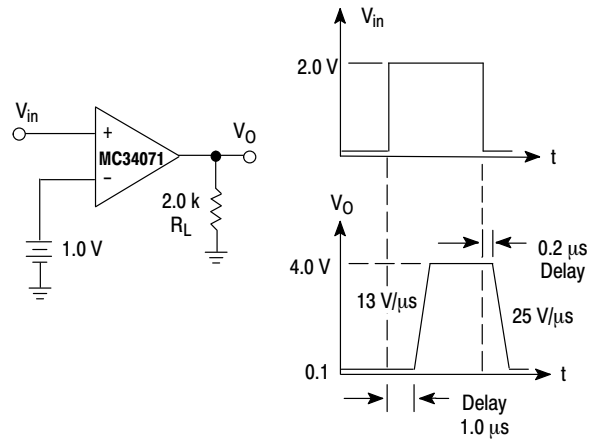 V_in
+
MC34071
−
V_O
2.0 k
R_L
1.0 V
V_in
2.0 V
t
V_O
0.2 μs
Delay
4.0 V
13 V/μs
25 V/μs
0.1
t
Delay
1.0 μs